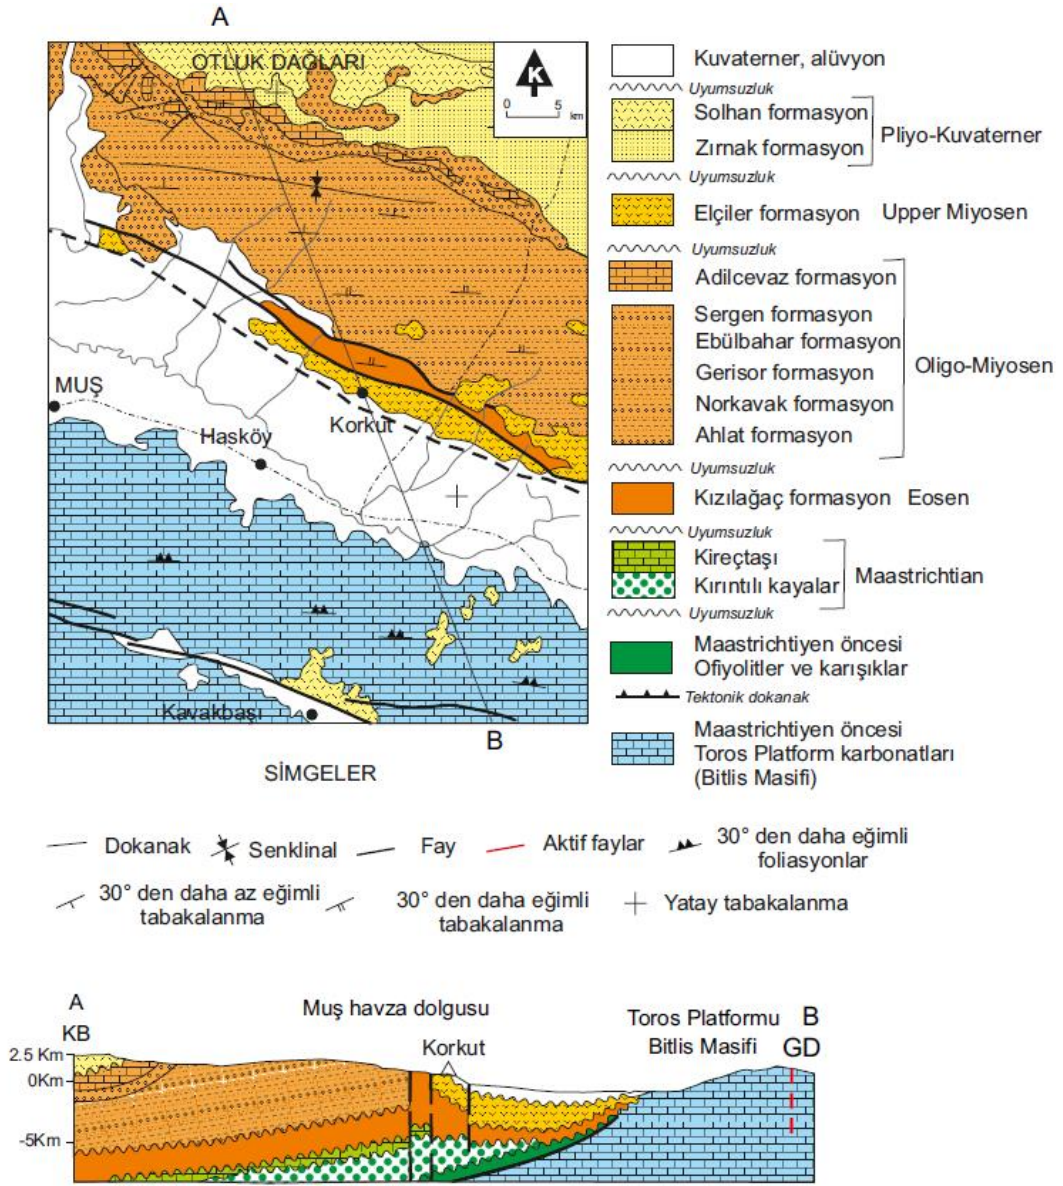 A
OTLUK DAĞLARI
K
0 5
km
MUŞ
Hasköy
Korkut
Kavakbaşı
B
Kuvaterner, alüvyon
Uyumsuzluk
Solhan formasyon
Zırnak formasyon
Pliyo-Kuvaterner
Uyumsuzluk
Elçiler formasyon Upper Miyosen
Uyumsuzluk
Adilcevaz formasyon
Sergen formasyon
Ebülbahar formasyon
Gerisor formasyon
Norkavak formasyon
Ahlat formasyon
Oligo-Miyosen
Uyumsuzluk
Kızılağaç formasyon Eosen
Uyumsuzluk
Kireçtaşı
Kırıntılı kayalar
Maastrichtian
Uyumsuzluk
Maastrichtiyen öncesi
Ofiyolitler ve karışıklar
Tektonik dokanak
Maastrichtiyen öncesi
Toros Platform karbonatları
(Bitlis Masifi)
SİMGELER
Dokanak
Senklinal
Fay
Aktif faylar
30° den daha eğimli
foliasyonlar
30° den daha az eğimli
tabakalanma
30° den daha eğimli
tabakalanma
Yatay tabakalanma
A
KB
Muş havza dolgusu
Korkut
Toros Platformu
Bitlis Masifi
B
GD
2.5 Km
0Km
-5Km